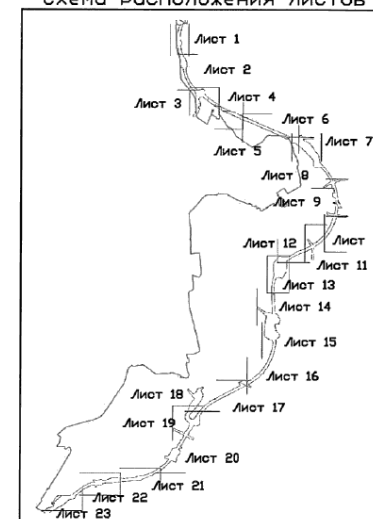 Схема расположения листов
Лист 1
Лист 2
Лист 3
Лист 4
Лист 5
Лист 6
Лист 7
Лист 8
Лист 9
Лист
Лист 11
Лист 12
Лист 13
Лист 14
Лист 15
Лист 16
Лист 17
Лист 18
Лист 19
Лист 20
Лист 21
Лист 22
Лист 23